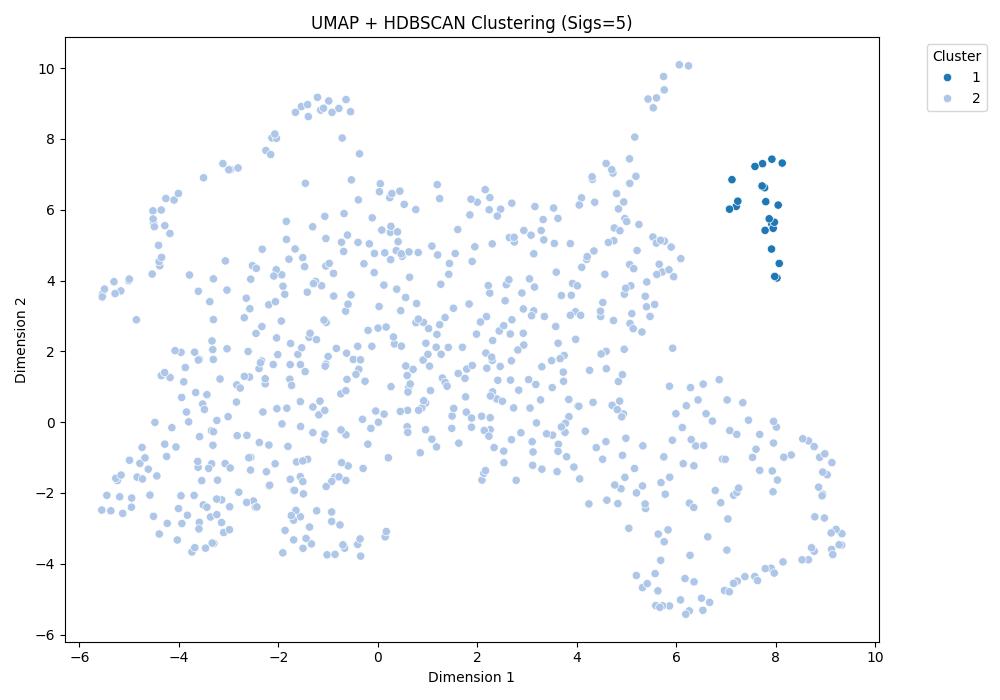 UMAP + HDBSCAN Clustering (Sigs=5)
Cluster
1
2
Dimension 2
10
8
6
4
2
0
−2
−4
−6
−6 −4 −2 0 2 4 6 8 10
Dimension 1